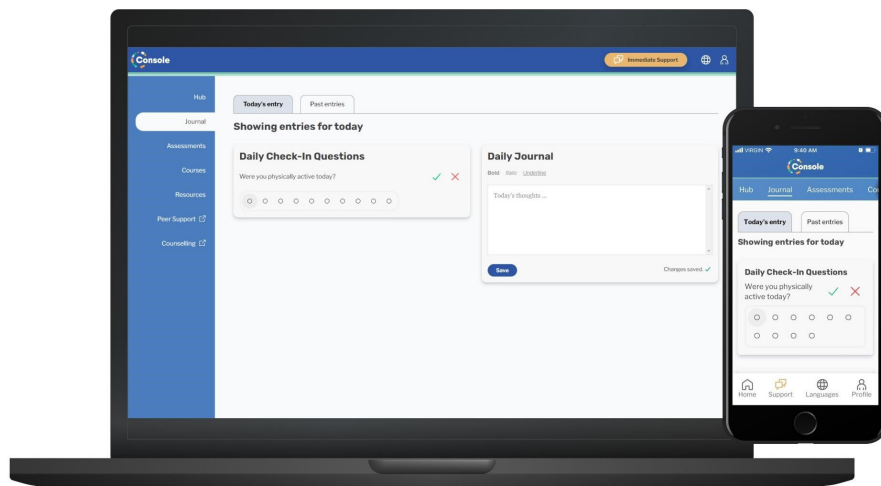 Console
Immediate Support
Hub
Journal
Assessments
Courses
Resources
Peer Support
Counselling
Today's entry
Past entries
Showing entries for today
Daily Check-In Questions
Were you physically active today?
Daily Journal
Bold Italic Underline
Today's thoughts ...
Save
Changes saved.
VIRGIN 9:40 AM
Console
Hub Journal Assessments Co
Today's entry
Past entries
Showing entries for today
Daily Check-In Questions
Were you physically
active today?
Home Support Languages Profile